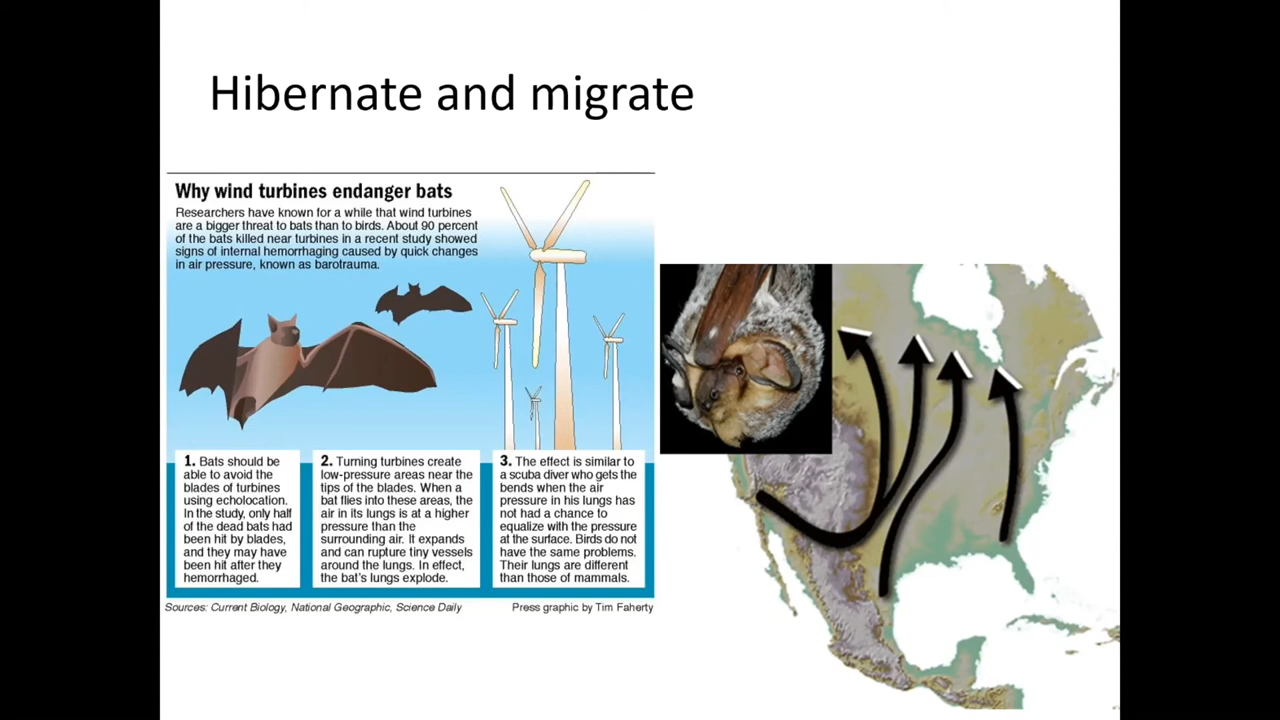 Hibernate and migrate
Why wind turbines endanger bats
Researchers have known for a while that wind turbines
are a bigger threat to bats than to birds. About 90 percent
of the bats killed near turbines in a recent study showed
signs of internal hemorrhaging caused by quick changes
in air pressure, known as barotrauma.
1. Bats should be
able to avoid the
blades of turbines
using echolocation.
In the study, only half
of the dead bats had
been hit by blades,
and they may have
been hit after they
hemorrhaged.
2. Turning turbines create
low-pressure areas near the
tips of the blades. When a
bat flies into these areas, the
air in its lungs is at a higher
pressure than the
surrounding air. It expands
and can rupture tiny vessels
around the lungs. In effect,
the bat's lungs explode.
3. The effect is similar to
a scuba diver who gets the
bends when the air
pressure in his lungs has
not had a chance to
equalize with the pressure
at the surface. Birds do not
have the same problems.
Their lungs are different
than those of mammals.
Sources: Current Biology, National Geographic, Science Daily
Press graphic by Tim Faherty